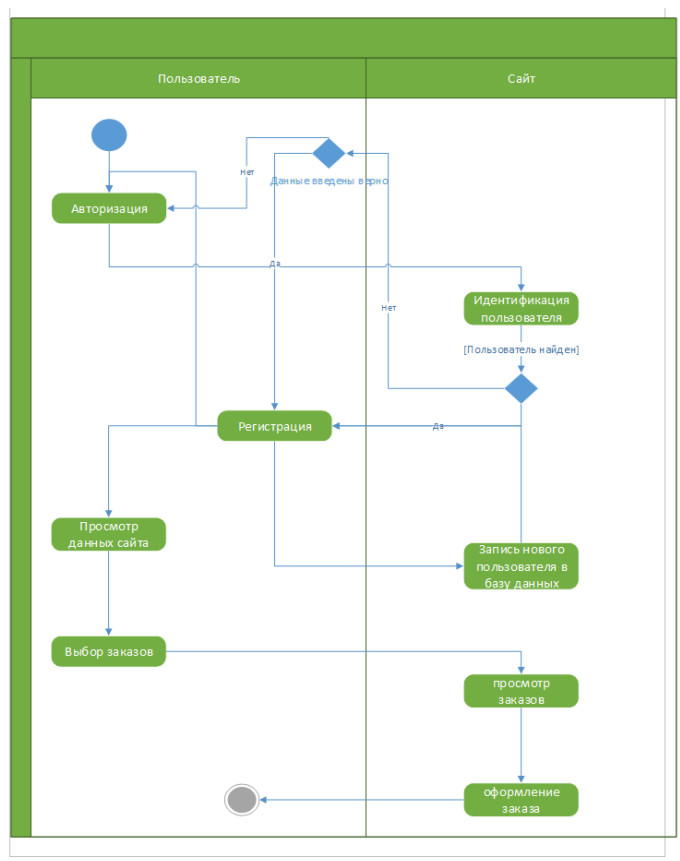 Пользователь
Сайт
Нет
Данные введены верно
Авторизация
Да
Идентификация
пользователя
Нет
[Пользователь найден]
Регистрация
Да
Просмотр
данных сайта
Запись нового
пользователя в
базу данных
Выбор заказов
просмотр
заказов
оформление
заказа